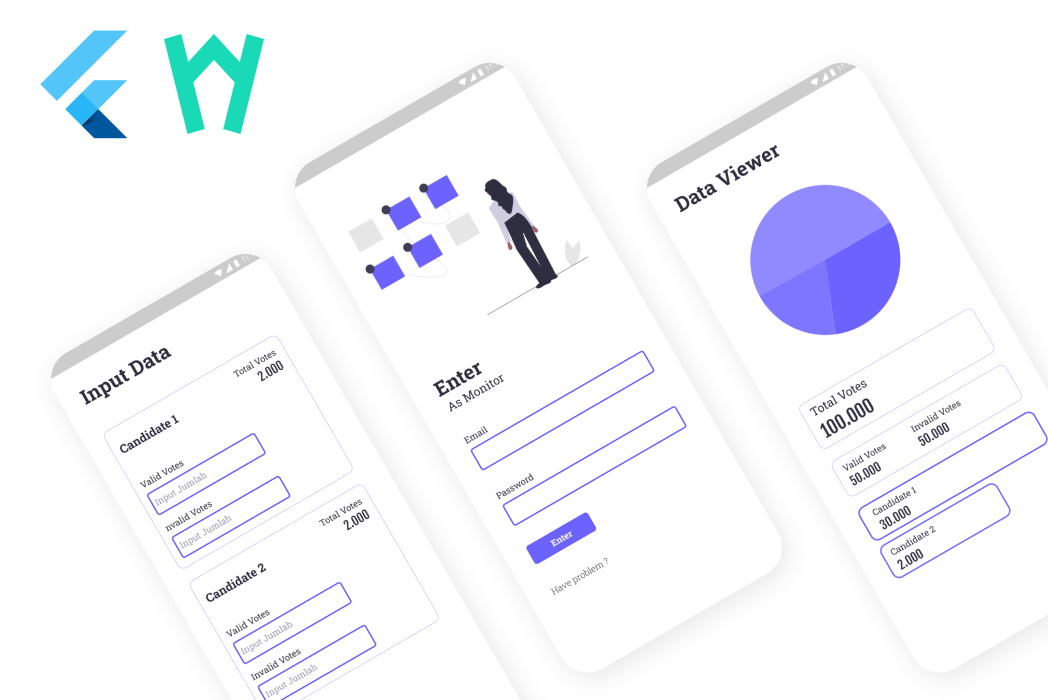 Input Data
Total Votes
2.000
Candidate 1
Valid Votes
Input Jumlah
nvalid Votes
Input Jumlah
Total Votes
2.000
Candidate 2
Valid Votes
Input Jumlah
Invalid Votes
Input Jumlah
Enter
As Monitor
Email
Password
Enter
Have problem ?
Data Viewer
Total Votes
100.000
Valid Votes
50.000
Invalid Votes
50.000
Candidate 1
30.000
Candidate 2
2.000